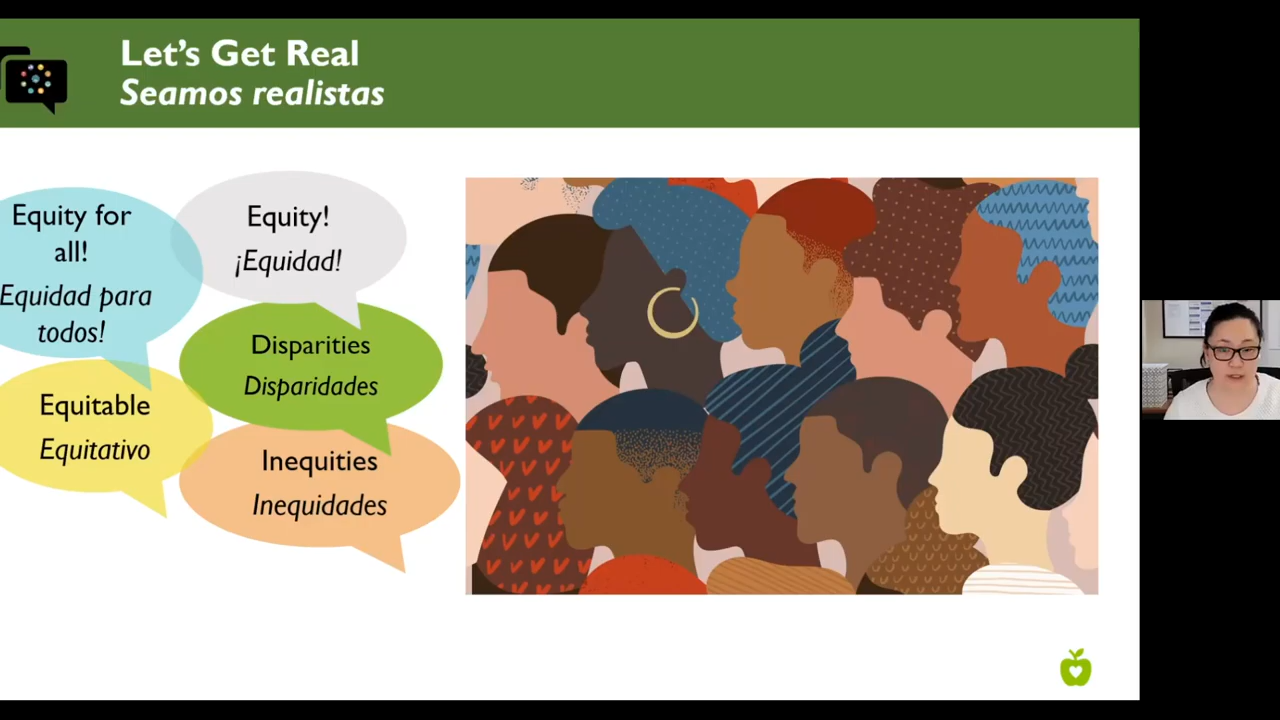 Let's Get Real
Seamos realistas
Equity for
all!
Equidad para
todos!
Equity!
¡Equidad!
Disparities
Disparidades
Equitable
Equitativo
Inequities
Inequidades